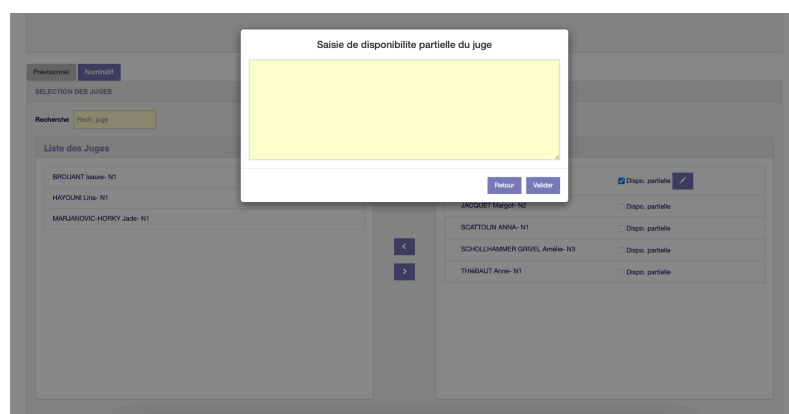 Saisie de disponibilite partielle du juge
Prévisionnel
Nominatif
SELECTION DES JUGES
Recherche
Rech. juge
Retour
Valider
Liste des Juges
BROUANT Isaure- N1
HAYOUNI Lina- N1
MARJANOVIC-HORKY Jade- N1
Dispo. partielle
JACQUET Margot- N2
Dispo. partielle
SCATTOLIN ANNA- N1
Dispo. partielle
SCHOLLHAMMER GRIVEL Amélie- N3
Dispo. partielle
THIéBAUT Anne- N1
Dispo. partielle